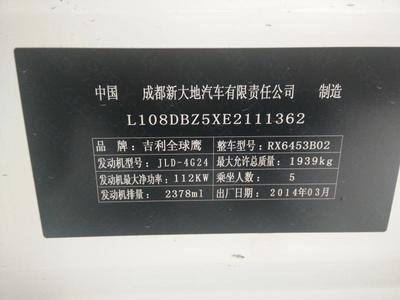 中国 成都新大地汽车有限责任公司 制造
L108DBZ5XE2111362
品牌：吉利全球鹰 整车型号：RX6453B02
发动机型号：JLD-4G24 最大允许总质量：1939kg
发动机最大净功率：112KW 乘坐人数：5
发动机排量：2378ml 出厂日期：2014年03月